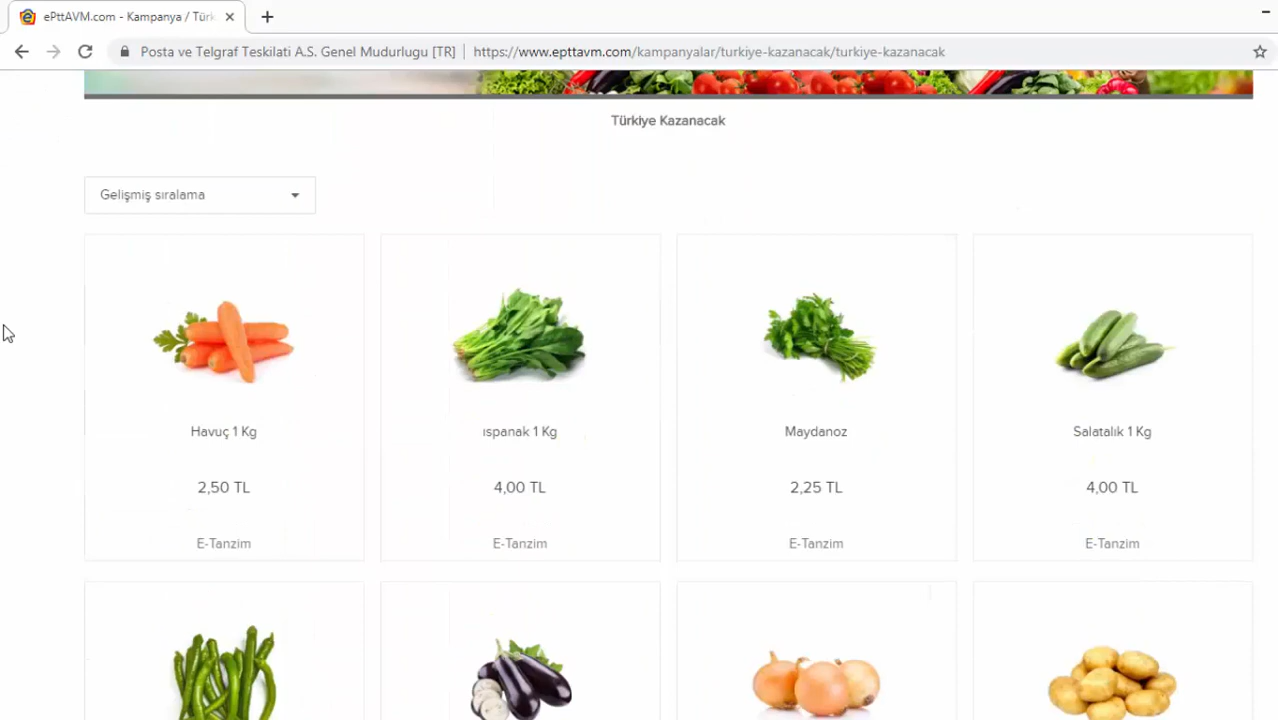 ePttAVM.com - Kampanya / Türk
Posta ve Telgraf Teskilati A.S. Genel Mudurlugu [TR]
https://www.epttavm.com/kampanyalar/turkiye-kazanacak/turkiye-kazanacak
Türkiye Kazanacak
Gelişmiş sıralama
Havuç 1 Kg
ıspanak 1 Kg
Maydanoz
Salatalık 1 Kg
2,50 TL
4,00 TL
2,25 TL
4,00 TL
E-Tanzim
E-Tanzim
E-Tanzim
E-Tanzim